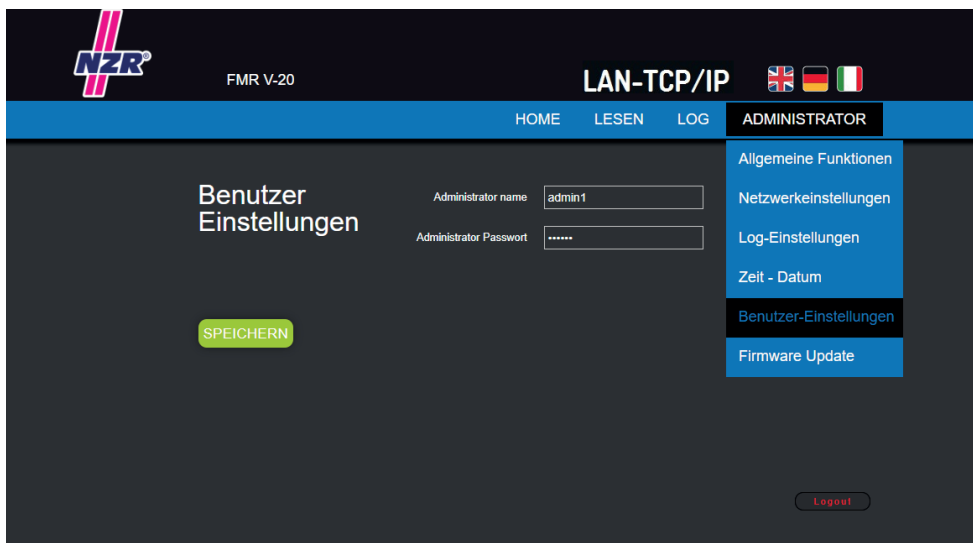 NZR®
FMR V-20
LAN-TCP/IP
HOME LESEN LOG ADMINISTRATOR
Allgemeine Funktionen
Netzwerkeinstellungen
Log-Einstellungen
Zeit - Datum
Benutzer-Einstellungen
Firmware Update
Benutzer
Einstellungen
Administrator name admin1
Administrator Passwort ••••••
SPEICHERN
Logout